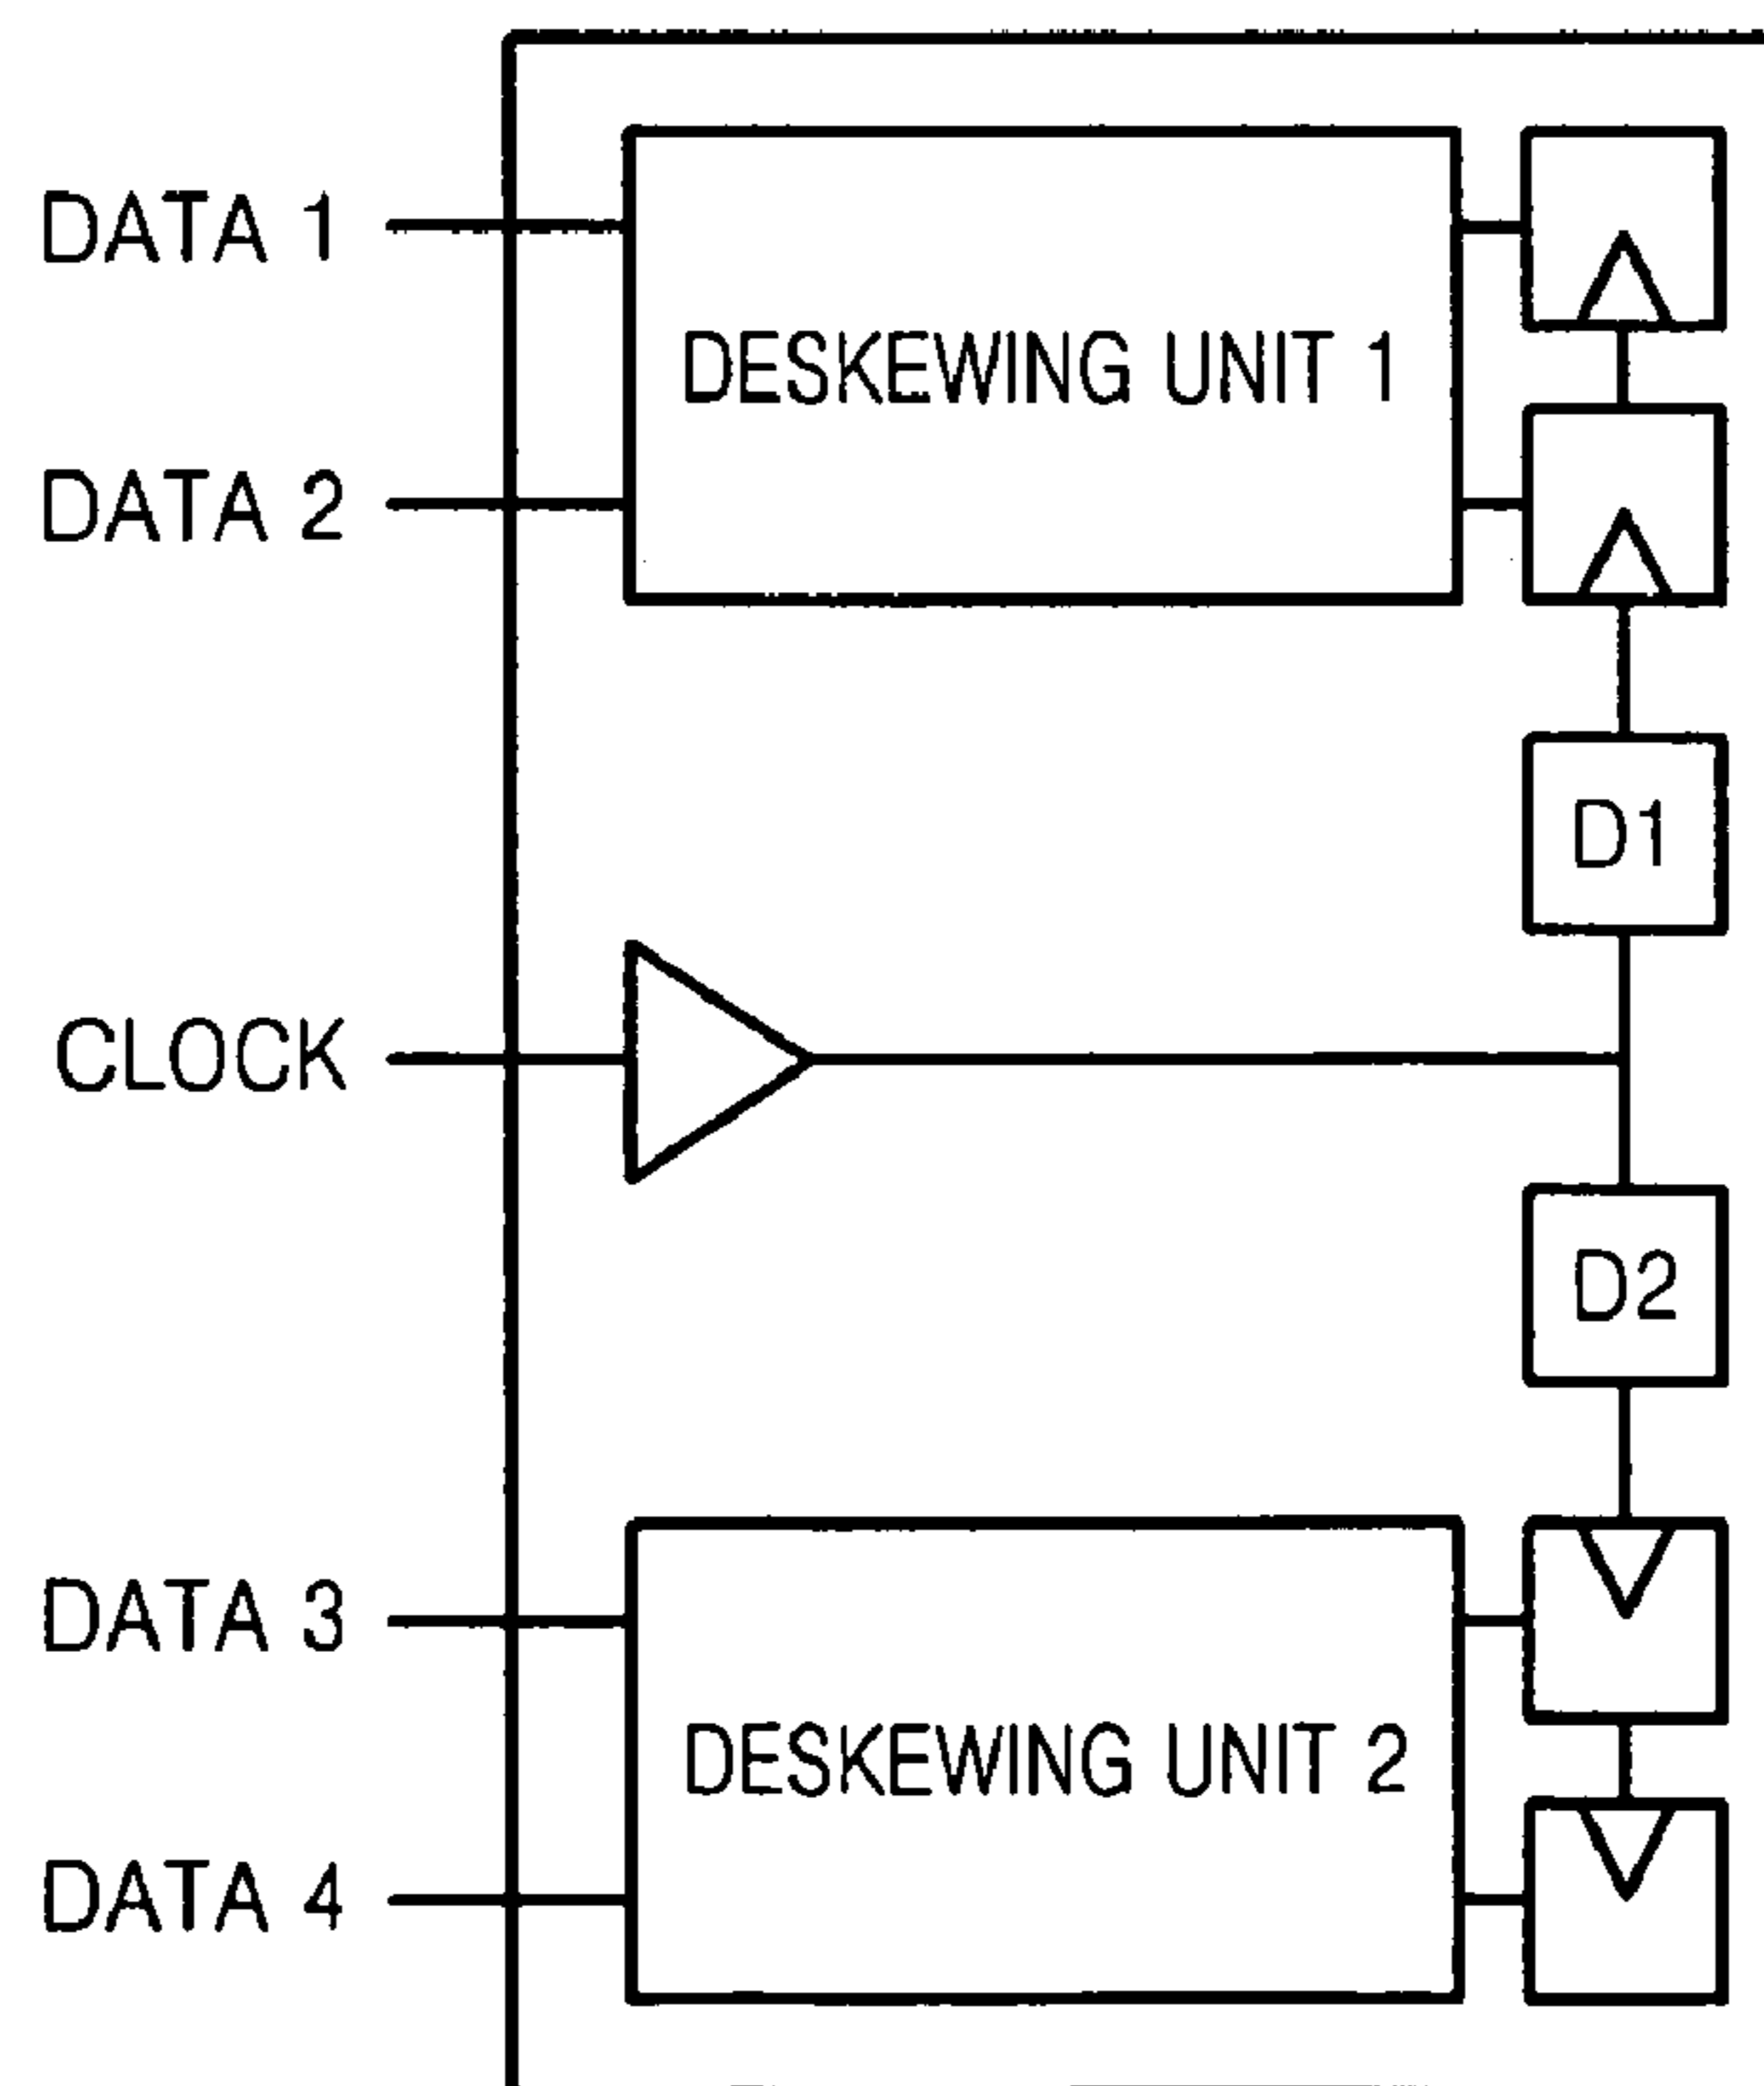 DATA 1
DESKEWING UNIT 1
DATA 2
D1
CLOCK
D2
DATA 3
DESKEWING UNIT 2
DATA 4